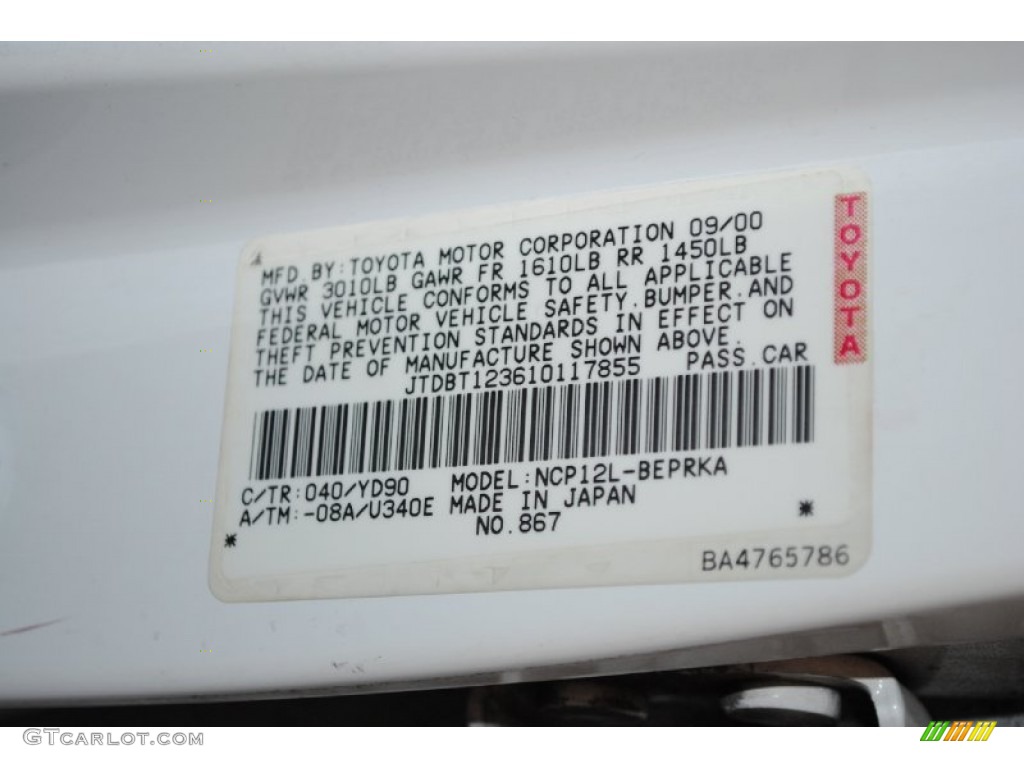 MFD. BY: TOYOTA MOTOR CORPORATION 09/00
GVWR 3010LB GAWR FR 1610LB RR 1450LB
THIS VEHICLE CONFORMS TO ALL APPLICABLE
FEDERAL MOTOR VEHICLE SAFETY, BUMPER, AND
THEFT PREVENTION STANDARDS IN EFFECT ON
THE DATE OF MANUFACTURE SHOWN ABOVE.
JTDBT123610117855 PASS. CAR
C/TR: 040/YD90 MODEL: NCP12L-BEPRKA
A/TM: -08A/U340E MADE IN JAPAN
NO. 867
* *
BA4765786
TOYOTA
GTCARLOT.COM